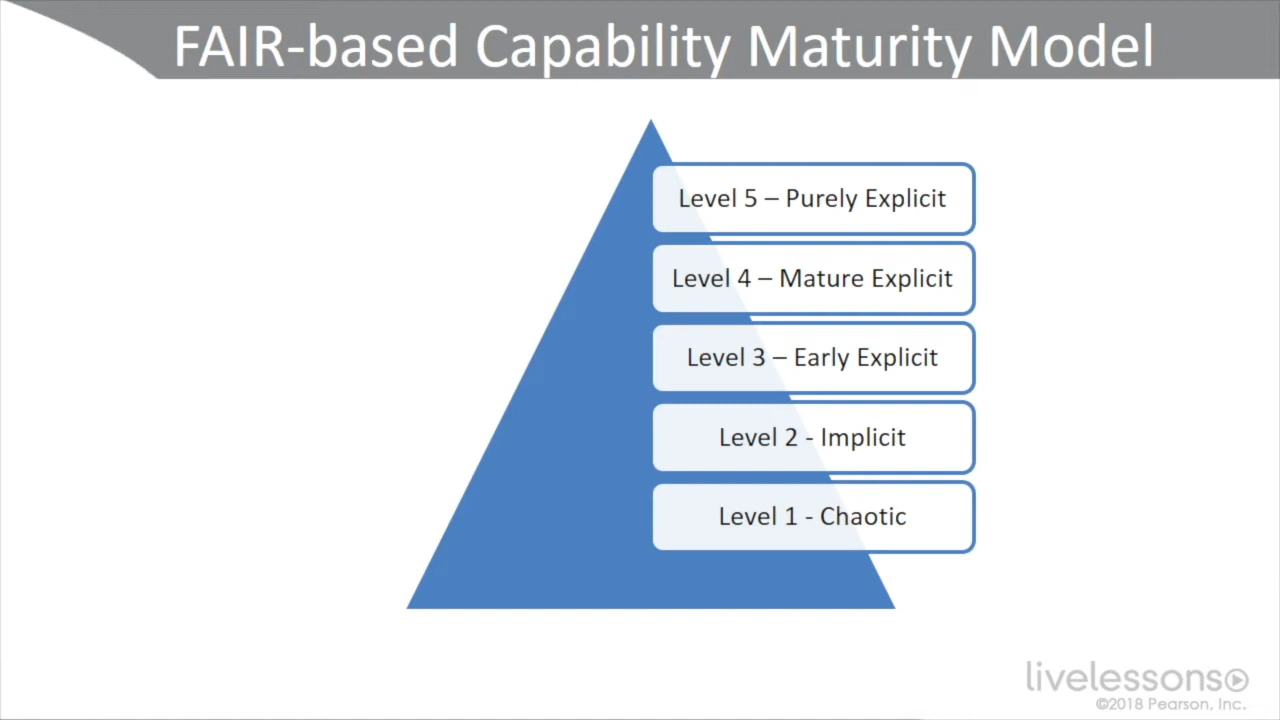 FAIR-based Capability Maturity Model
Level 5 – Purely Explicit
Level 4 – Mature Explicit
Level 3 – Early Explicit
Level 2 - Implicit
Level 1 - Chaotic
livelessons
©2018 Pearson, Inc.